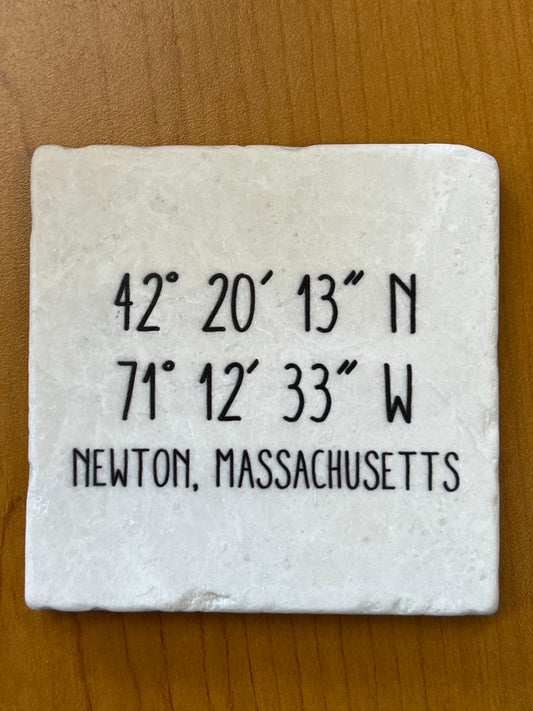 42° 20′ 13″ N
71° 12′ 33″ W
NEWTON, MASSACHUSETTS